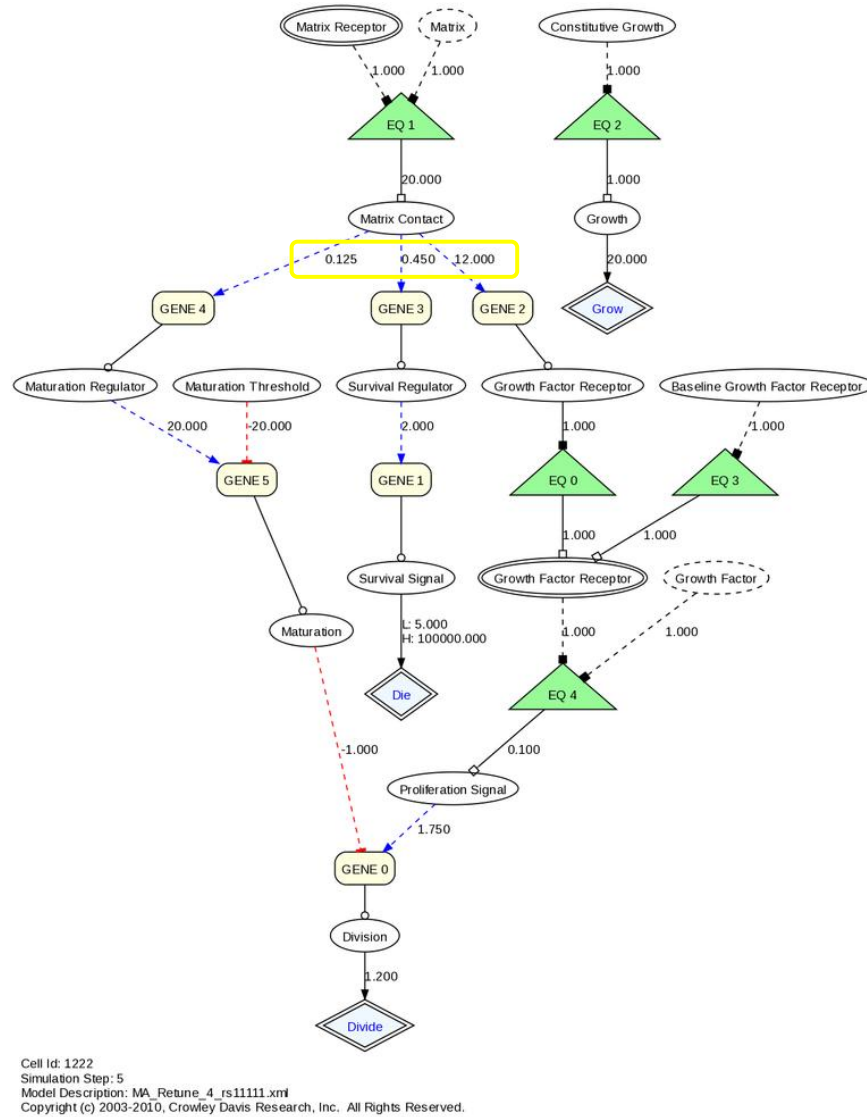 Matrix Receptor
Matrix
Constitutive Growth
1.000
1.000
1.000
EQ 1
EQ 2
20.000
1.000
Matrix Contact
Growth
0.125
0.450
12.000
20.000
GENE 4
GENE 3
GENE 2
Grow
Maturation Regulator
Maturation Threshold
Survival Regulator
Growth Factor Receptor
Baseline Growth Factor Receptor
20.000
-20.000
2.000
1.000
1.000
GENE 5
GENE 1
EQ 0
EQ 3
1.000
1.000
Survival Signal
Growth Factor Receptor
Growth Factor
L: 5.000
H: 100000.000
Maturation
1.000
1.000
Die
EQ 4
-1.000
0.100
Proliferation Signal
1.750
GENE 0
Division
1.200
Divide
Cell Id: 1222
Simulation Step: 5
Model Description: MA_Retune_4_rs11111.xml
Copyright (c) 2003-2010, Crowley Davis Research, Inc. All Rights Reserved.